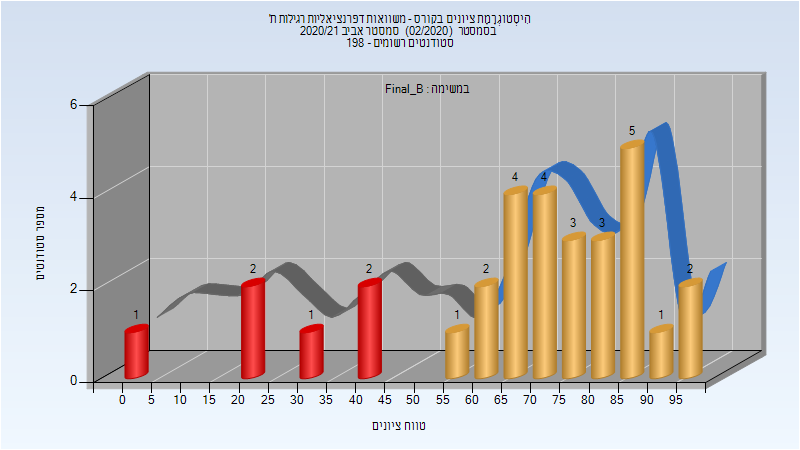 הִיסְטוֹגְרַמַת ציונים בקורס - משוואות דפרנציאליות רגילות ח'
בסמסטר (02/2020) סמסטר אביב 2020/21
סטודנטים רשומים - 198
במשימה : Final_B
מספר סטודנטים
6
4
2
0
1 2 1 2 1 2 4 4 3 3 5 1 2
0 5 10 15 20 25 30 35 40 45 50 55 60 65 70 75 80 85 90 95
טווח ציונים